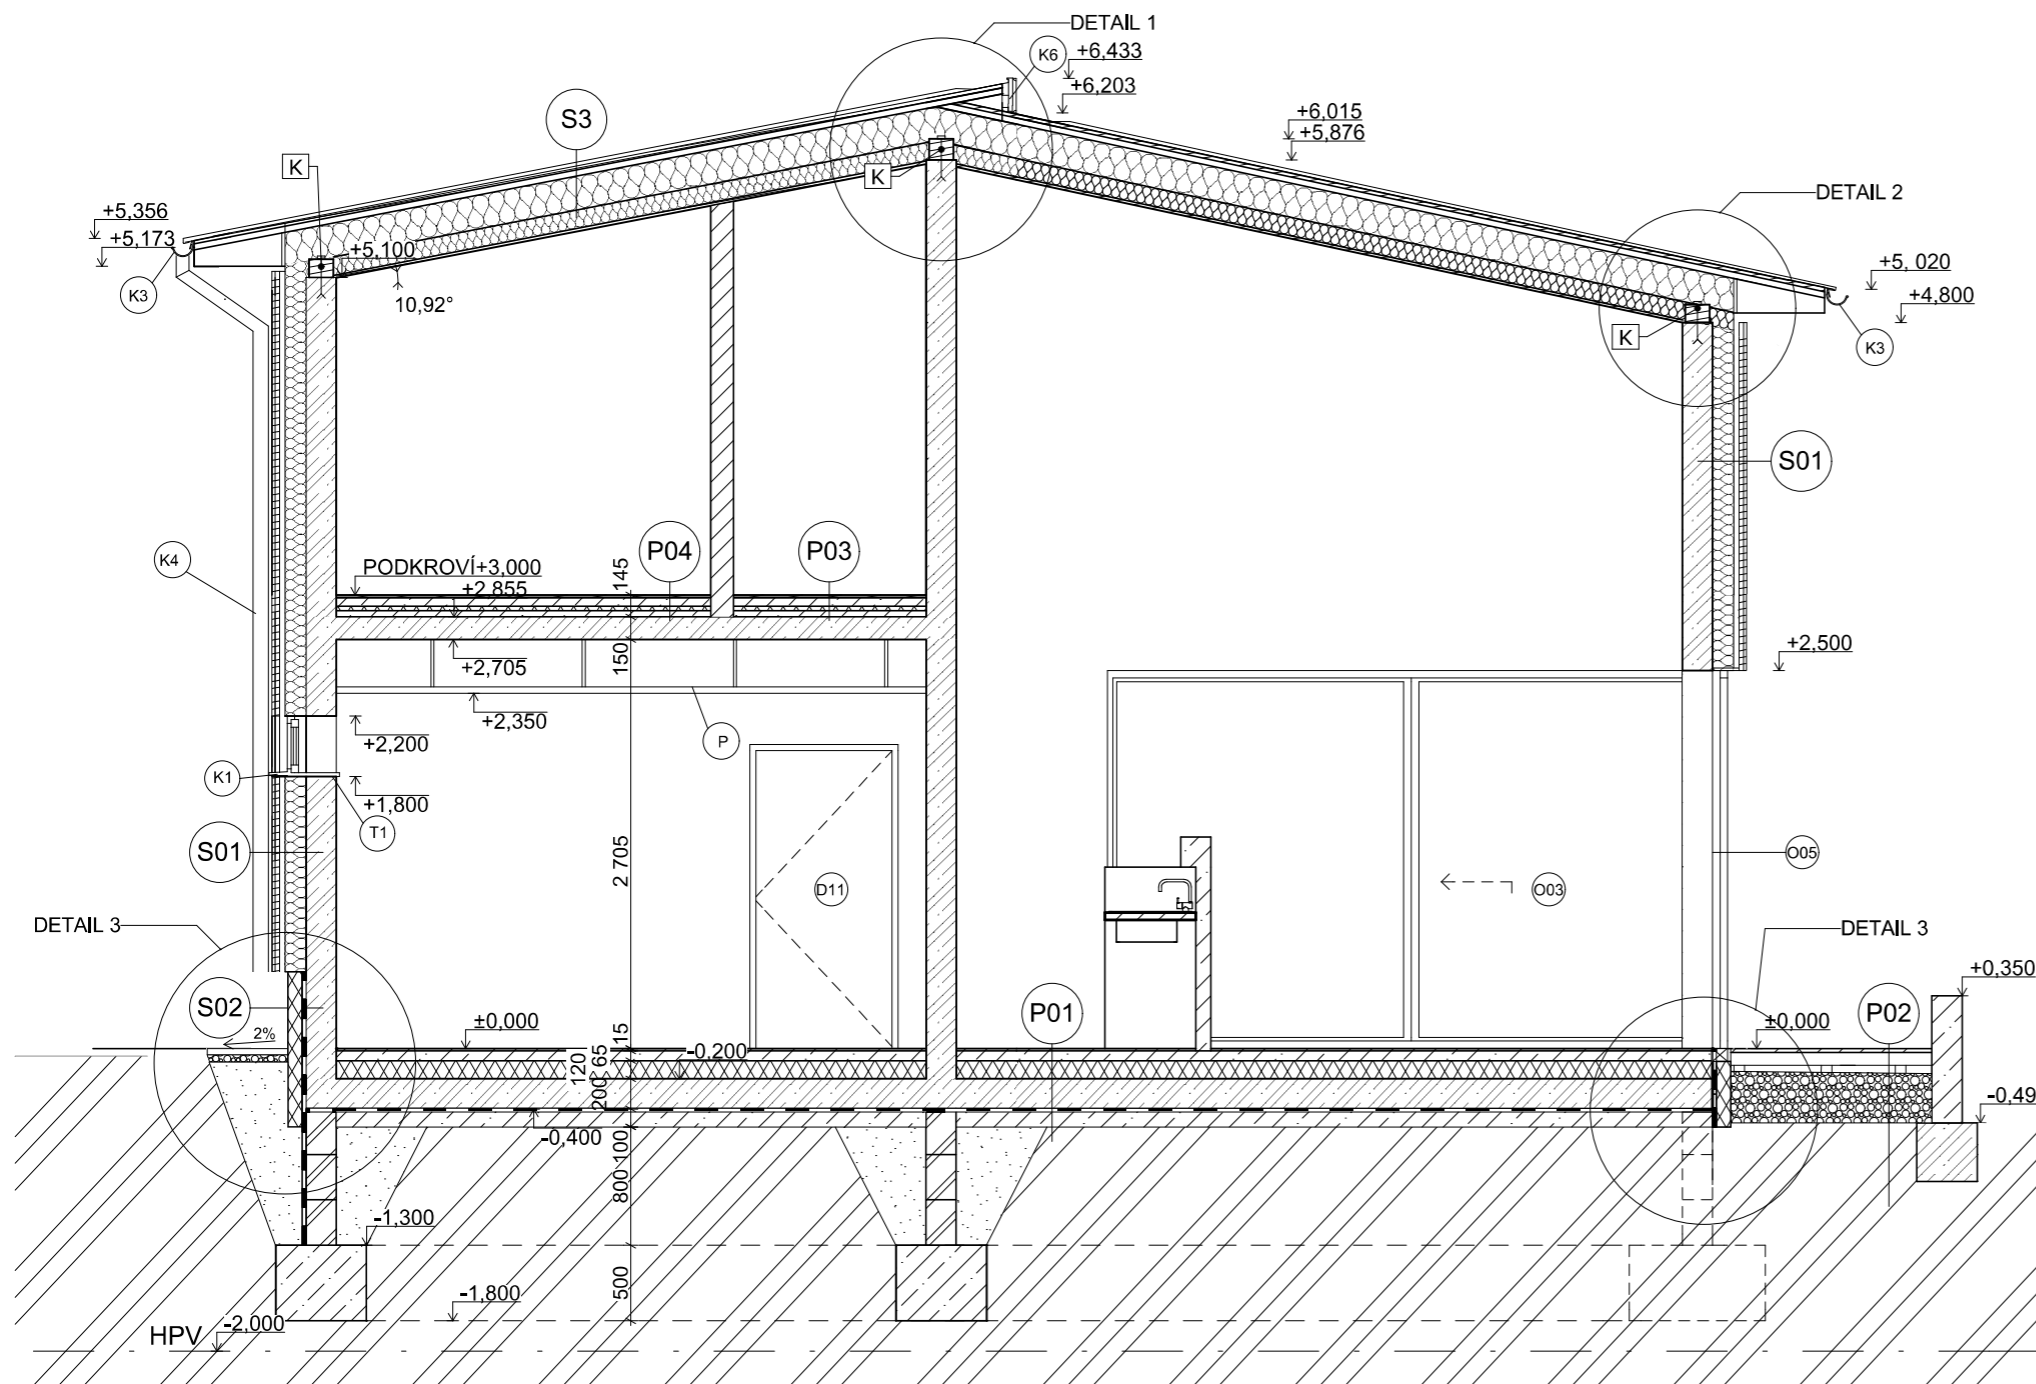 DETAIL 1
K6
+6,433
+6,203
S3
+6,015
+5,876
K
K
DETAIL 2
+5,356
+5,173
+5,100
K3
10,92°
+5, 020
+4,800
K
K3
S01
K4
P04
P03
PODKROVÍ+3,000
+2,855
145
150
+2,705
+2,500
+2,350
P
+2,200
K1
+1,800
T1
S01
2 705
D11
O03
O05
DETAIL 3
DETAIL 3
S02
2%
±0,000
15
65
120
200
-0,200
P01
+0,350
±0,000
P02
-0,49
-0,400
100
800
-1,300
500
-1,800
HPV
-2,000